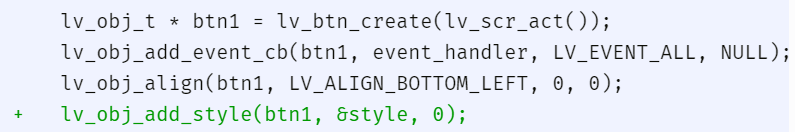 lv_obj_t * btn1 = lv_btn_create(lv_scr_act());
lv_obj_add_event_cb(btn1, event_handler, LV_EVENT_ALL, NULL);
lv_obj_align(btn1, LV_ALIGN_BOTTOM_LEFT, 0, 0);
+ lv_obj_add_style(btn1, &style, 0);